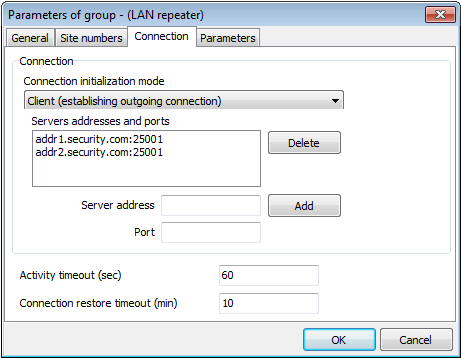 Parameters of group - (LAN repeater)
General Site numbers Connection Parameters
Connection
Connection initialization mode
Client (establishing outgoing connection)
Servers addresses and ports
addr1.security.com:25001
addr2.security.com:25001
Delete
Server address
Add
Port
Activity timeout (sec) 60
Connection restore timeout (min) 10
OK Cancel